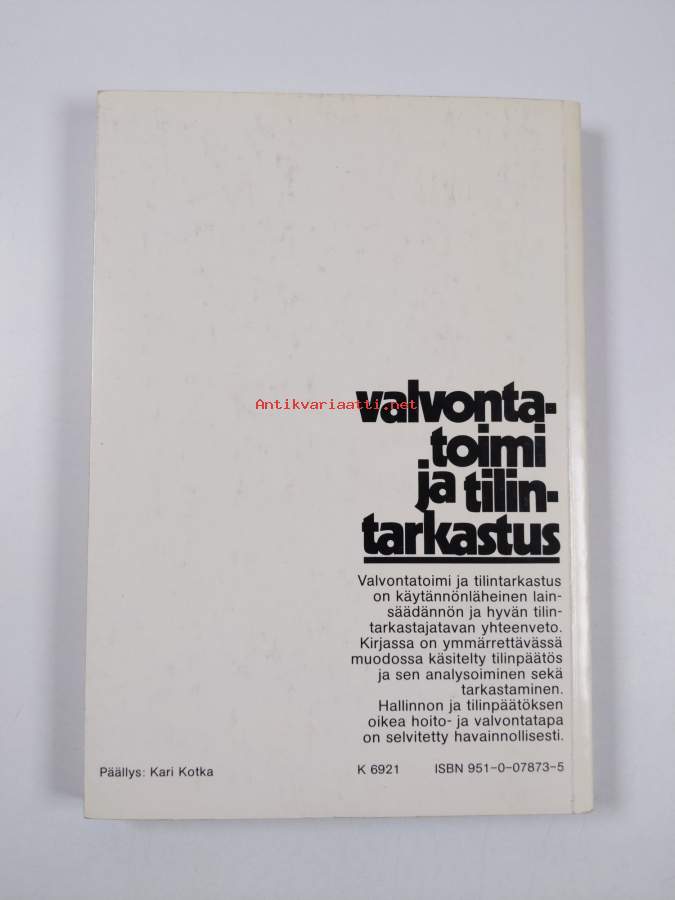 valvonta-
Antikvariaatti.net
toimi
ja tilin-
tarkastus
Valvontatoimi ja tilintarkastus
on käytännönläheinen lain-
säädännön ja hyvän tilin-
tarkastajatavan yhteenveto.
Kirjassa on ymmärrettävässä
muodossa käsitelty tilinpäätös
ja sen analysoiminen sekä
tarkastaminen.
Hallinnon ja tilinpäätöksen
oikea hoito- ja valvontatapa
on selvitetty havainnollisesti.
Päällys: Kari Kotka
K 6921 ISBN 951-0-07873-5